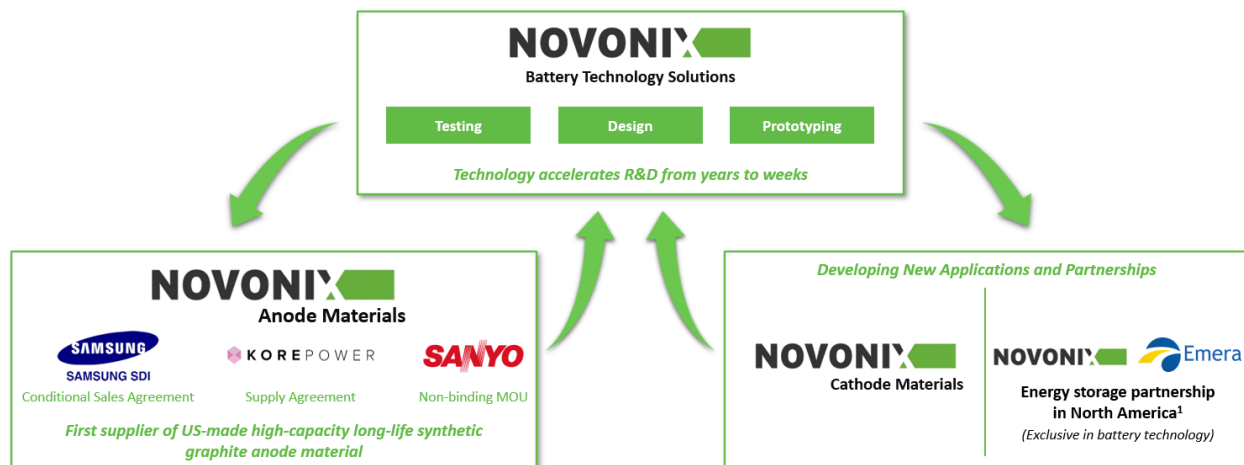 NOVONIX
Battery Technology Solutions
Testing
Design
Prototyping
Technology accelerates R&D from years to weeks
NOVONIX
Anode Materials
SAMSUNG
SAMSUNG SDI
Conditional Sales Agreement
KOREPOWER
Supply Agreement
SANYO
Non-binding MOU
First supplier of US-made high-capacity long-life synthetic
graphite anode material
Developing New Applications and Partnerships
NOVONIX
Cathode Materials
NOVONIX
Emera
Energy storage partnership
in North America¹
(Exclusive in battery technology)